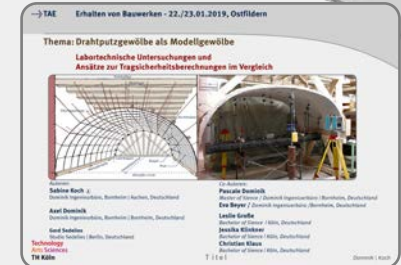 TAE Erhalten von Bauwerken - 22./23.01.2019, Ostfildern
Thema: Drahtputzgewölbe als Modellgewölbe
Labortechnische Untersuchungen und
Ansätze zur Tragsicherheitsberechnungen im Vergleich
Autoren:
Sabine Koch
Dominik Ingenieurbüro, Bornheim | Aachen, Deutschland
Axel Dominik
Dominik Ingenieurbüro, Bornheim | Bornheim, Deutschland
Gerd Sedelies
Studio Sedelies | Berlin, Deutschland
Co-Autoren:
Pascale Dominik
Master of Science / Dominik Ingenieurbüro / Bornheim, Deutschland
Eva Beyer / Dominik Ingenieurbüro /Bornheim, Deutschland
Leslie Große
Bachelor of Science / Köln, Deutschland
Jessika Klinkner
Bachelor of Science / Köln, Deutschland
Christian Klaus
Bachelor of Science / Köln, Deutschland
Technology
Arts Sciences
TH Köln
Titel
Dominik | Koch